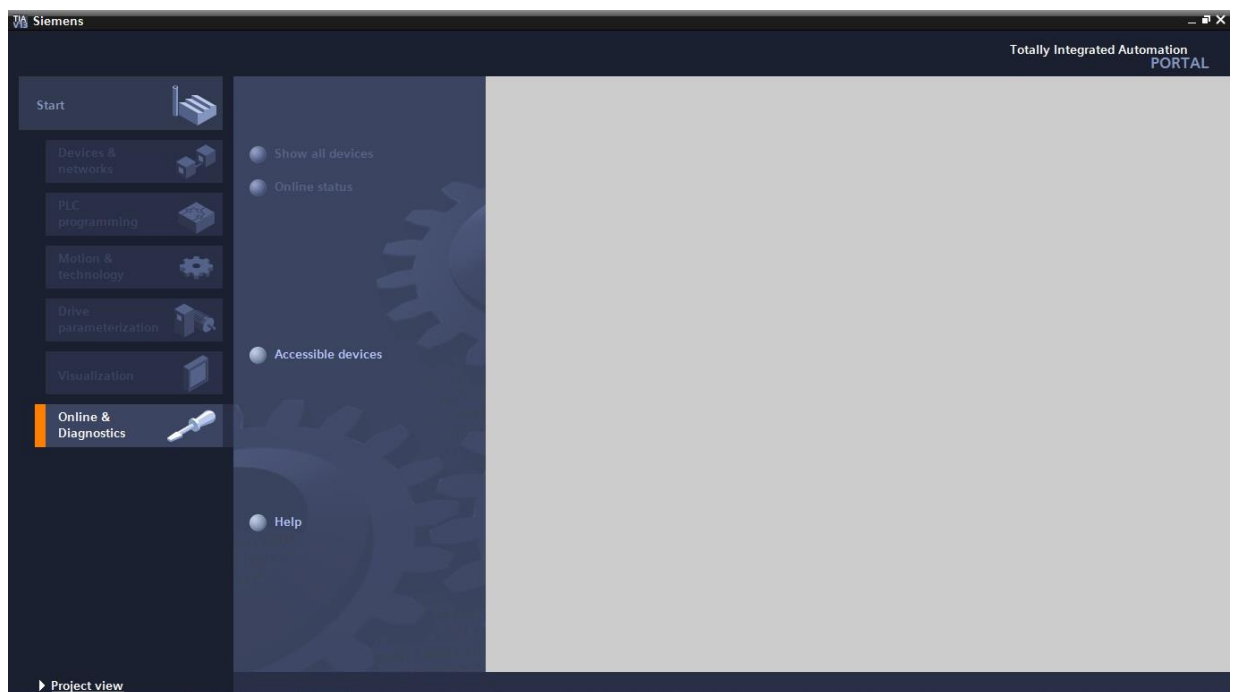 Siemens
Totally Integrated Automation
PORTAL
Start
Devices &
networks
PLC
programming
Motion &
technology
Drive
parameterization
Visualization
Online &
Diagnostics
Show all devices
Online status
Accessible devices
Help
Project view